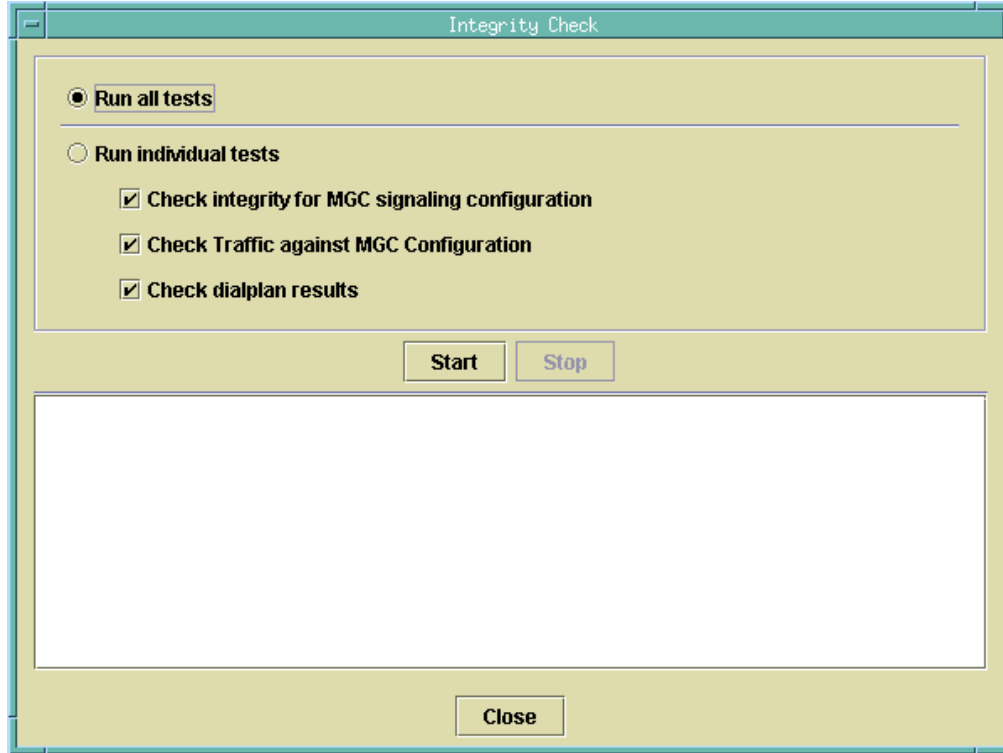 Integrity Check
Run all tests
Run individual tests
Check integrity for MGC signaling configuration
Check Traffic against MGC Configuration
Check dialplan results
Start Stop
Close